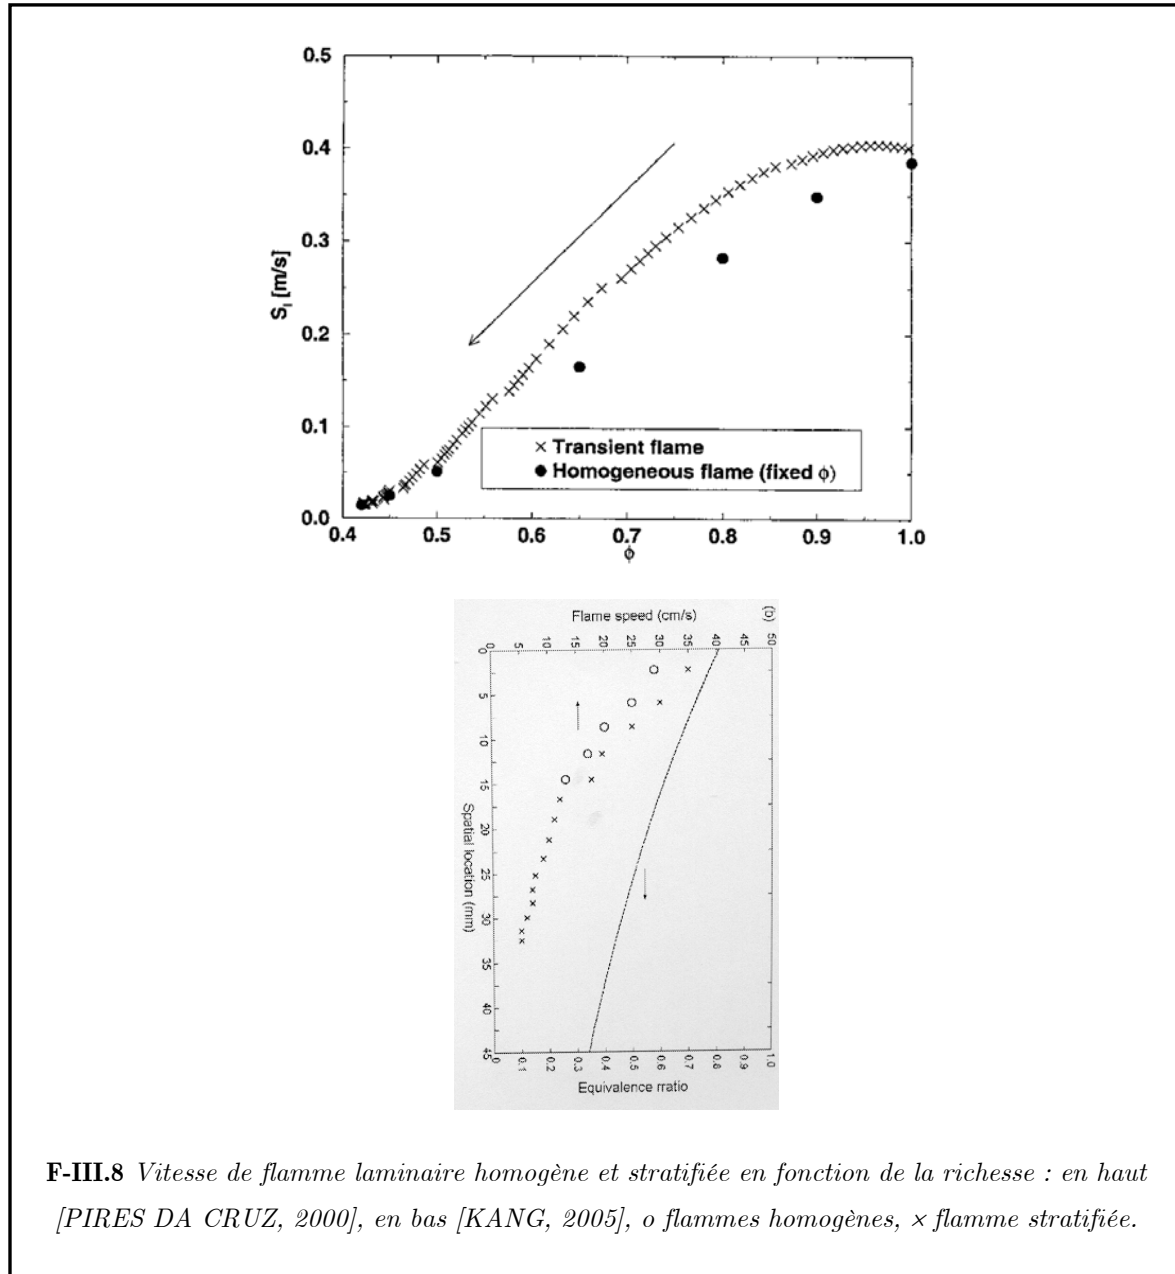 0.5
0.4
0.3
0.2
0.1
0.0
S_l [m/s]
× Transient flame
● Homogeneous flame (fixed ϕ)
0.4 0.5 0.6 0.7 0.8 0.9 1.0
ϕ
(b)
Flame speed (cm/s)
0 5 10 15 20 25 30 35 40 45 50
0 5 10 15 20 25 30 35 40 45
Spatial location (mm)
0 0.1 0.2 0.3 0.4 0.5 0.6 0.7 0.8 0.9 1.0
Equivalence rratio
F-III.8 Vitesse de flamme laminaire homogène et stratifiée en fonction de la richesse : en haut
[PIRES DA CRUZ, 2000], en bas [KANG, 2005], o flammes homogènes, × flamme stratifiée.